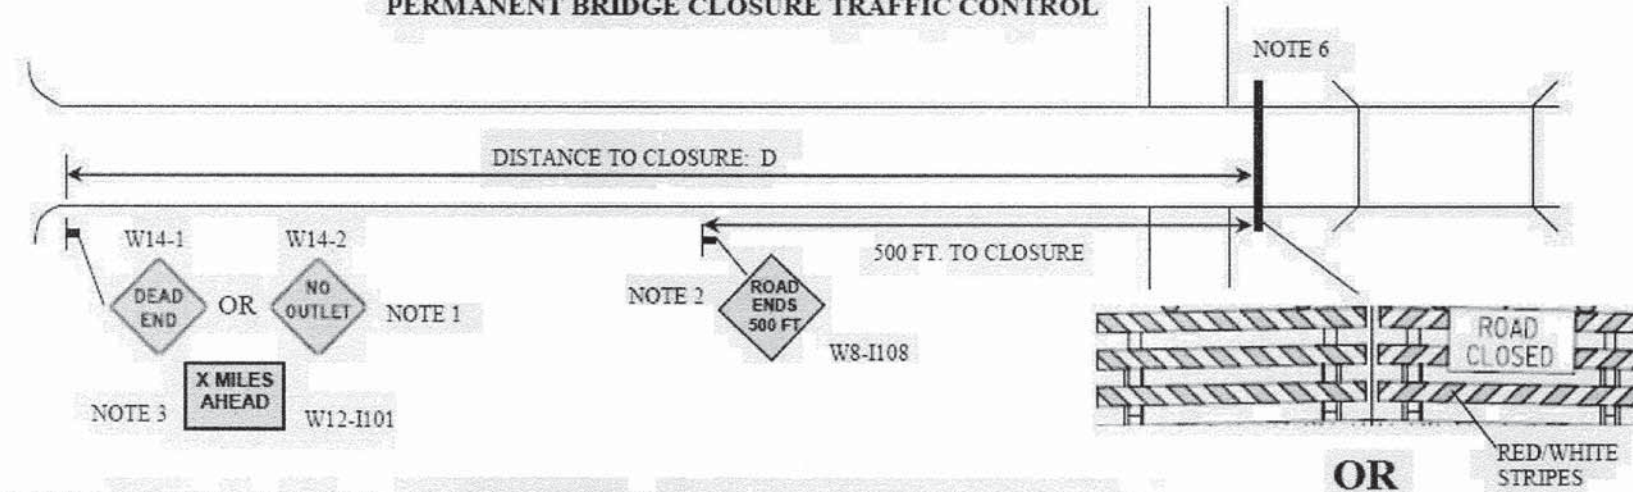 PERMANENT BRIDGE CLOSURE TRAFFIC CONTROL
NOTE 6
DISTANCE TO CLOSURE: D
500 FT. TO CLOSURE
W14-1
W14-2
DEAD
END
OR
NO
OUTLET
NOTE 1
NOTE 2
ROAD
ENDS
500 FT
W8-I108
X MILES
AHEAD
NOTE 3
W12-I101
ROAD
CLOSED
RED/WHITE
STRIPES
OR